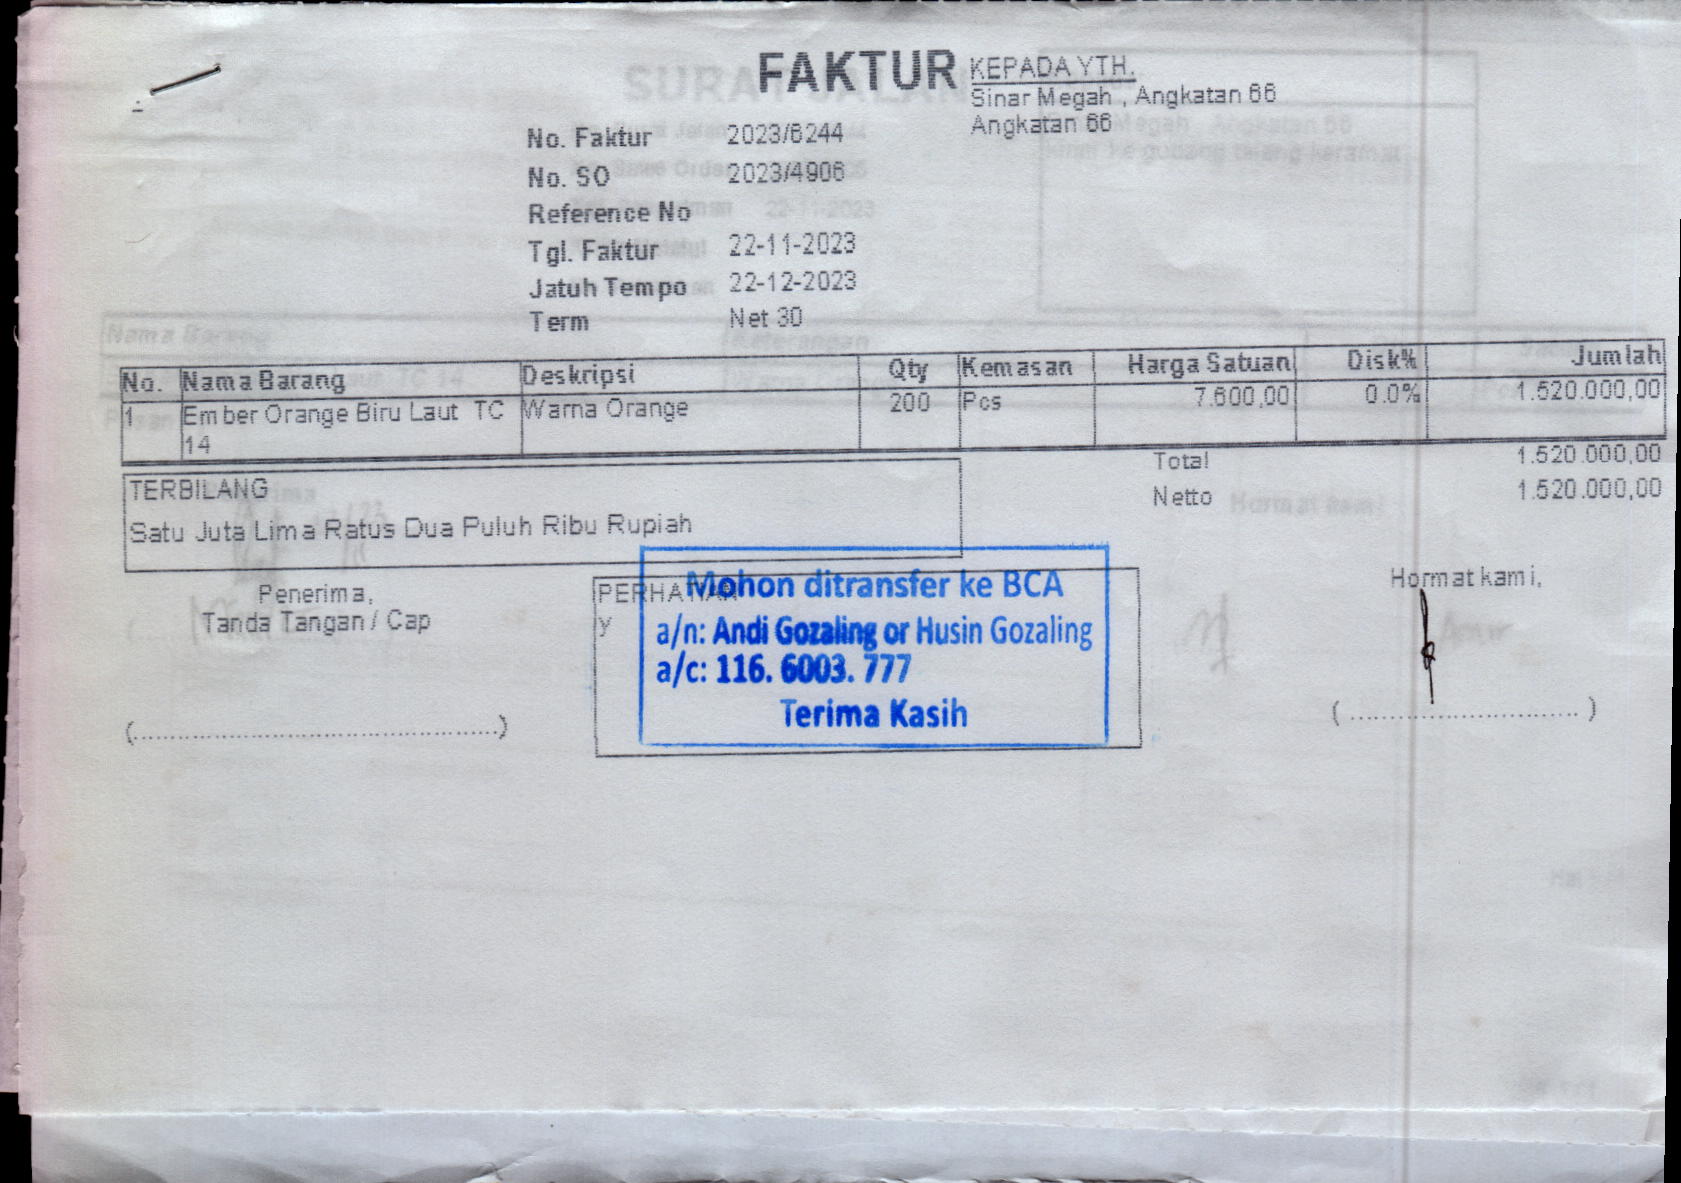 FAKTUR
KEPADA YTH.
Sinar Megah , Angkatan 66
Angkatan 66
No. Faktur 2023/6244
No. SO 2023/4906
Reference No
Tgl. Faktur 22-11-2023
Jatuh Tempo 22-12-2023
Term Net 30
No. Nama Barang Deskripsi Qty Kemasan Harga Satuan Disk% Jumlah
1 Ember Orange Biru Laut TC Warna Orange 200 Pcs 7.600,00 0.0% 1.520.000,00
14
Total 1.520.000,00
Netto 1.520.000,00
TERBILANG
Satu Juta Lima Ratus Dua Puluh Ribu Rupiah
Penerima,
Tanda Tangan / Cap
(..............................................)
PERHATIAN
y
Mohon ditransfer ke BCA
a/n: Andi Gozaling or Husin Gozaling
a/c: 116. 6003. 777
Terima Kasih
Hormat kami,
( ............................. )